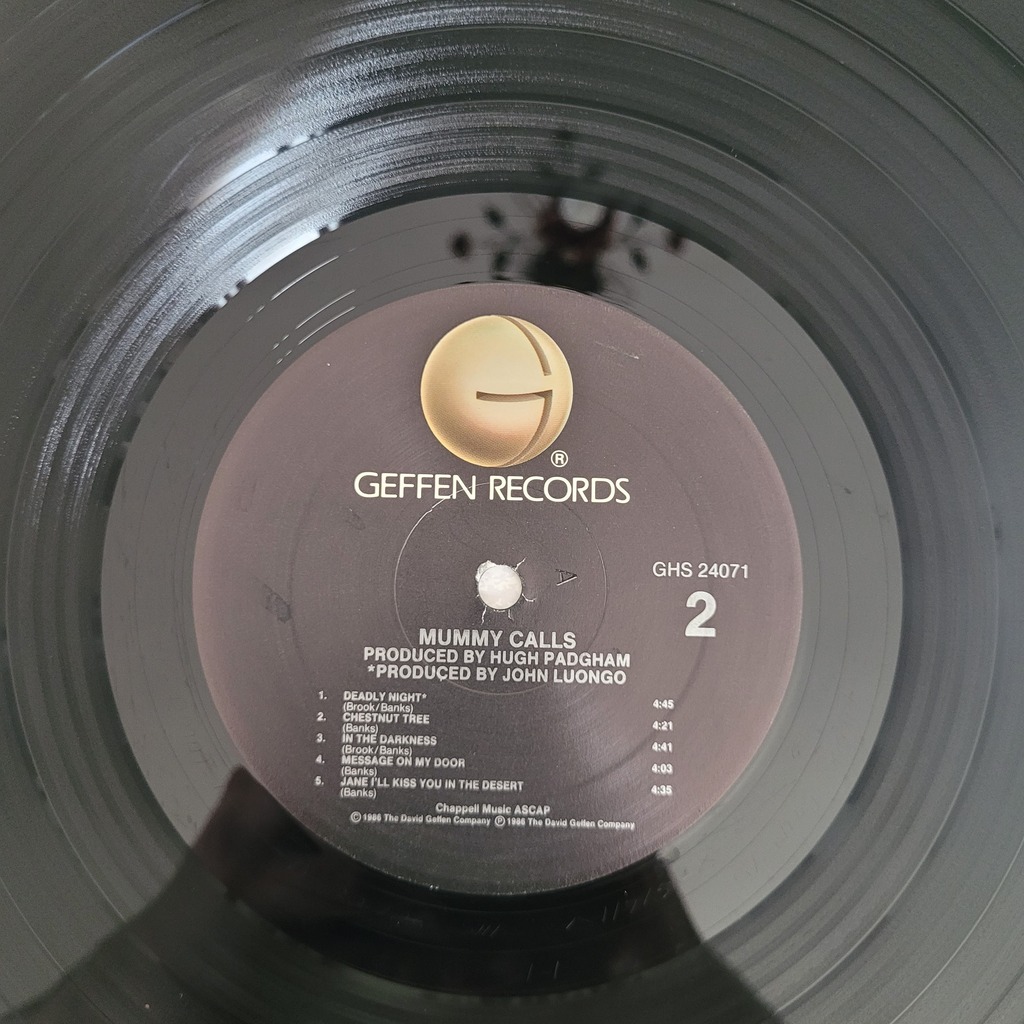 ®
GEFFEN RECORDS
GHS 24071
2
MUMMY CALLS
PRODUCED BY HUGH PADGHAM
*PRODUCED BY JOHN LUONGO
1. DEADLY NIGHT* 4:45
(Brook/Banks)
2. CHESTNUT TREE 4:21
(Banks)
3. IN THE DARKNESS 4:41
(Brook/Banks)
4. MESSAGE ON MY DOOR 4:03
(Banks)
5. JANE I'LL KISS YOU IN THE DESERT 4:35
(Banks)
Chappell Music ASCAP
© 1986 The David Geffen Company ℗ 1986 The David Geffen Company